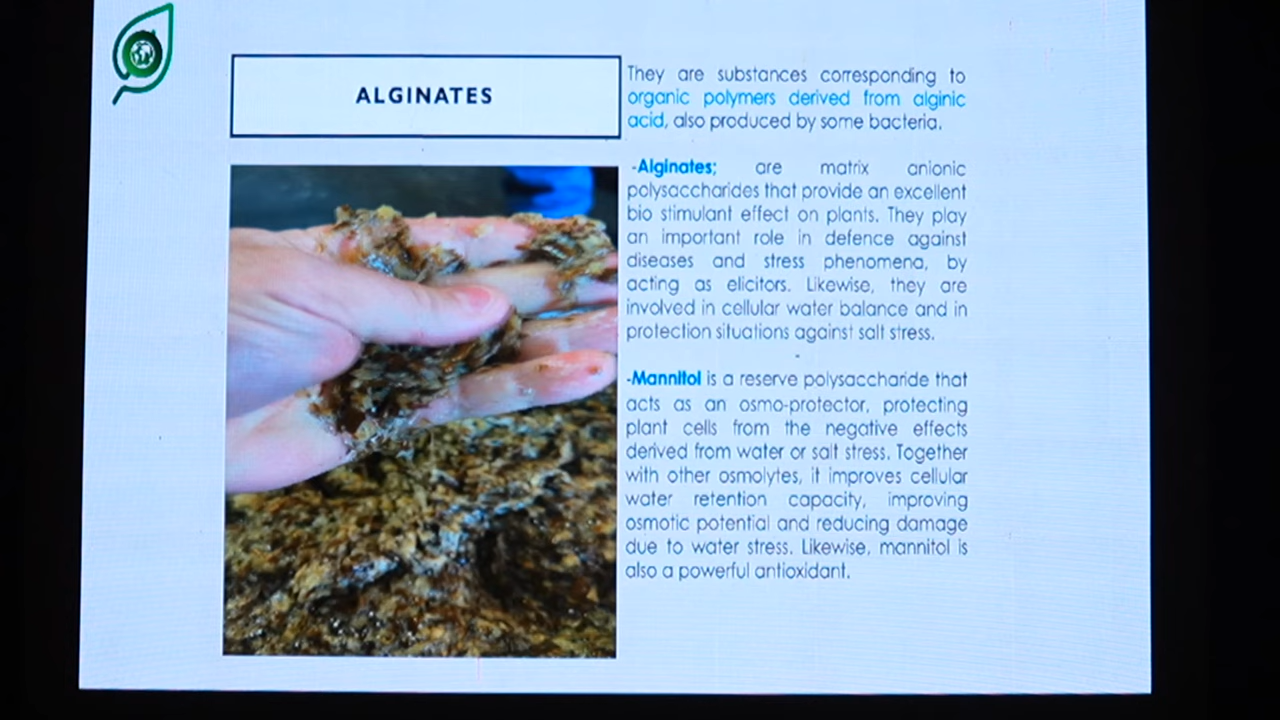 ALGINATES
They are substances corresponding to
organic polymers derived from alginic
acid, also produced by some bacteria.
-Alginates; are matrix anionic
polysaccharides that provide an excellent
bio stimulant effect on plants. They play
an important role in defence against
diseases and stress phenomena, by
acting as elicitors. Likewise, they are
involved in cellular water balance and in
protection situations against salt stress.
-Mannitol is a reserve polysaccharide that
acts as an osmo-protector, protecting
plant cells from the negative effects
derived from water or salt stress. Together
with other osmolytes, it improves cellular
water retention capacity, improving
osmotic potential and reducing damage
due to water stress. Likewise, mannitol is
also a powerful antioxidant.